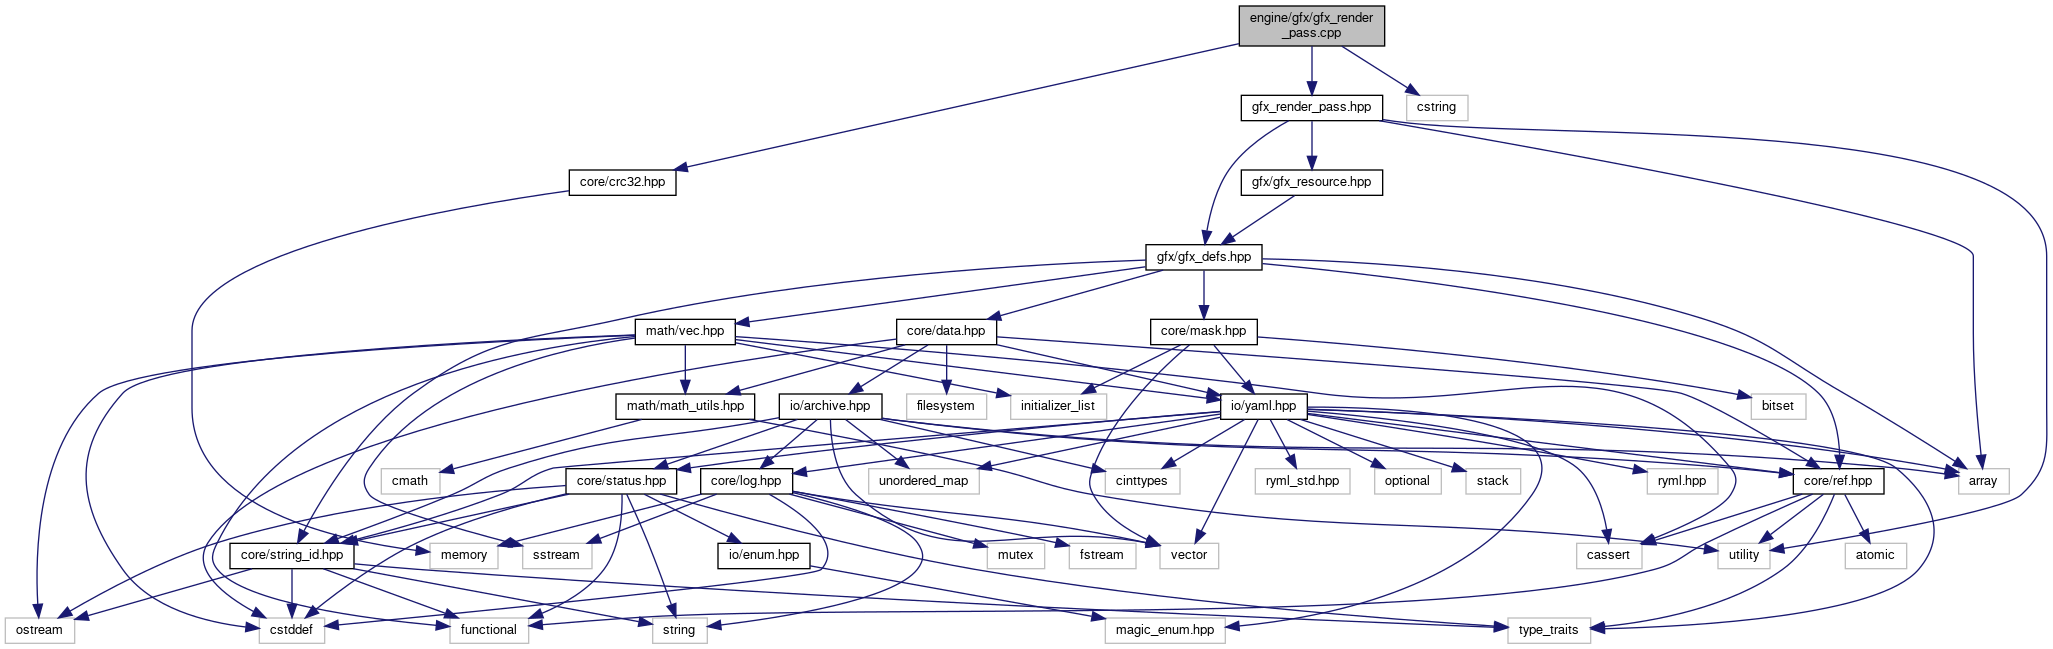 engine/gfx/gfx_render
_pass.cpp
gfx_render_pass.hpp
cstring
core/crc32.hpp
gfx/gfx_resource.hpp
gfx/gfx_defs.hpp
math/vec.hpp
core/data.hpp
core/mask.hpp
math/math_utils.hpp
io/archive.hpp
filesystem
initializer_list
io/yaml.hpp
bitset
cmath
core/status.hpp
core/log.hpp
unordered_map
cinttypes
ryml_std.hpp
optional
stack
ryml.hpp
core/ref.hpp
array
core/string_id.hpp
memory
sstream
io/enum.hpp
mutex
fstream
vector
cassert
utility
atomic
ostream
cstddef
functional
string
magic_enum.hpp
type_traits